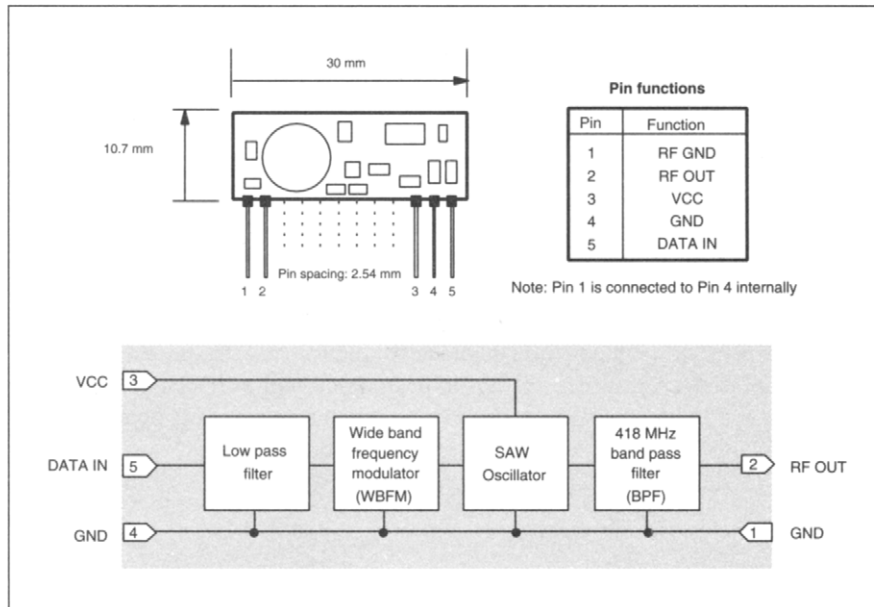 30 mm
10.7 mm
Pin spacing: 2.54 mm
1 2 3 4 5
Pin functions
Pin Function
1 RF GND
2 RF OUT
3 VCC
4 GND
5 DATA IN
Note: Pin 1 is connected to Pin 4 internally
VCC 3
DATA IN 5
GND 4
Low pass
filter
Wide band
frequency
modulator
(WBFM)
SAW
Oscillator
418 MHz
band pass
filter
(BPF)
2 RF OUT
1 GND